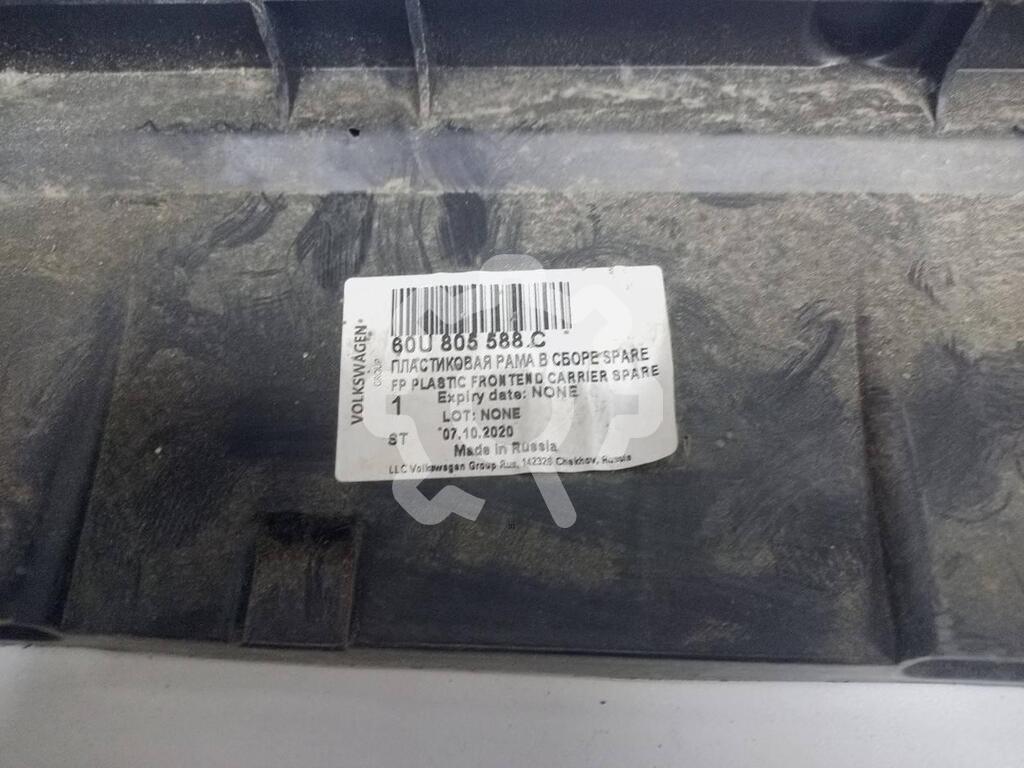 VOLKSWAGEN
GROUP
60U 805 588 C
ПЛАСТИКОВАЯ РАМА В СБОРЕ SPARE
FP PLASTIC FRONTEND CARRIER SPARE
1 Expiry date: NONE
LOT: NONE
ST 07.10.2020
Made in Russia
LLC Volkswagen Group Rus, 142326 Chekhov, Russia